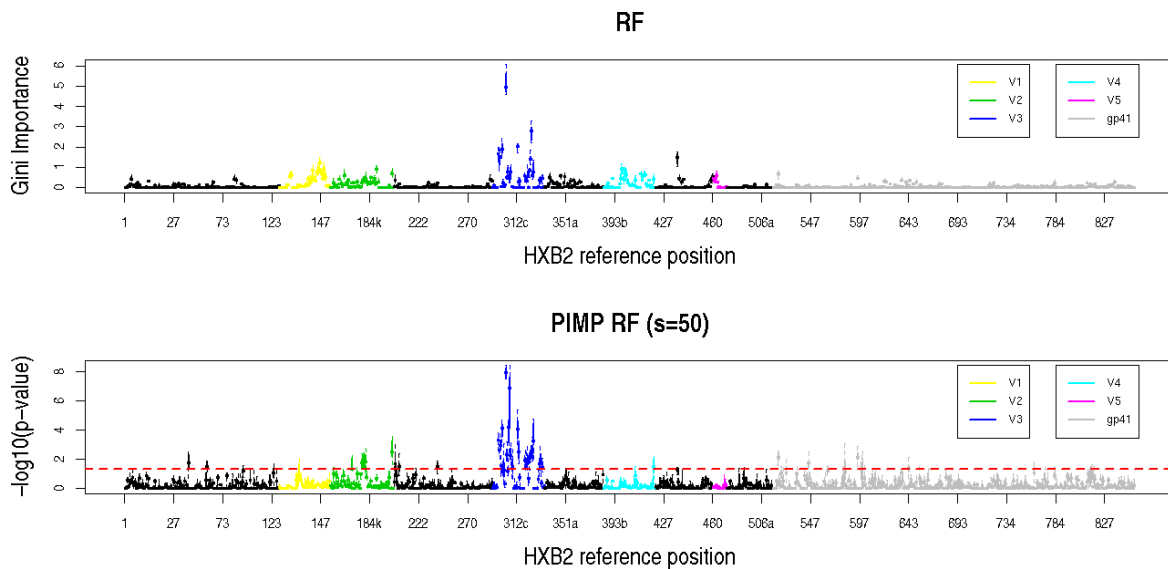 RF
Gini Importance
6
5
4
3
2
1
0
V1
V2
V3
V4
V5
gp41
1 27 73 123 147 184k 222 270 312c 351a 393b 427 460 506a 547 597 643 693 734 784 827
HXB2 reference position
PIMP RF (s=50)
−log10(p−value)
8
6
4
2
0
V1
V2
V3
V4
V5
gp41
1 27 73 123 147 184k 222 270 312c 351a 393b 427 460 506a 547 597 643 693 734 784 827
HXB2 reference position